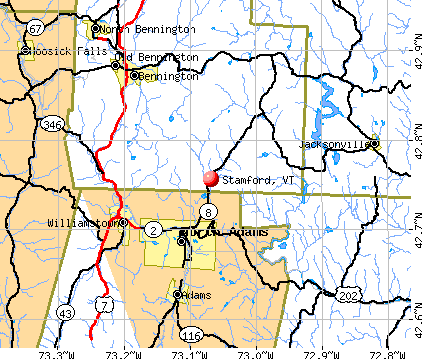 67
North Bennington
Hoosick Falls
Old Bennington
Bennington
42.9°N
346
Jacksonville
42.8°N
Stamford, VT
8
Williamstown
2
North Adams
42.7°N
Adams
202
7
43
116
42.6°N
73.3°W
73.2°W
73.1°W
73.0°W
72.9°W
72.8°W